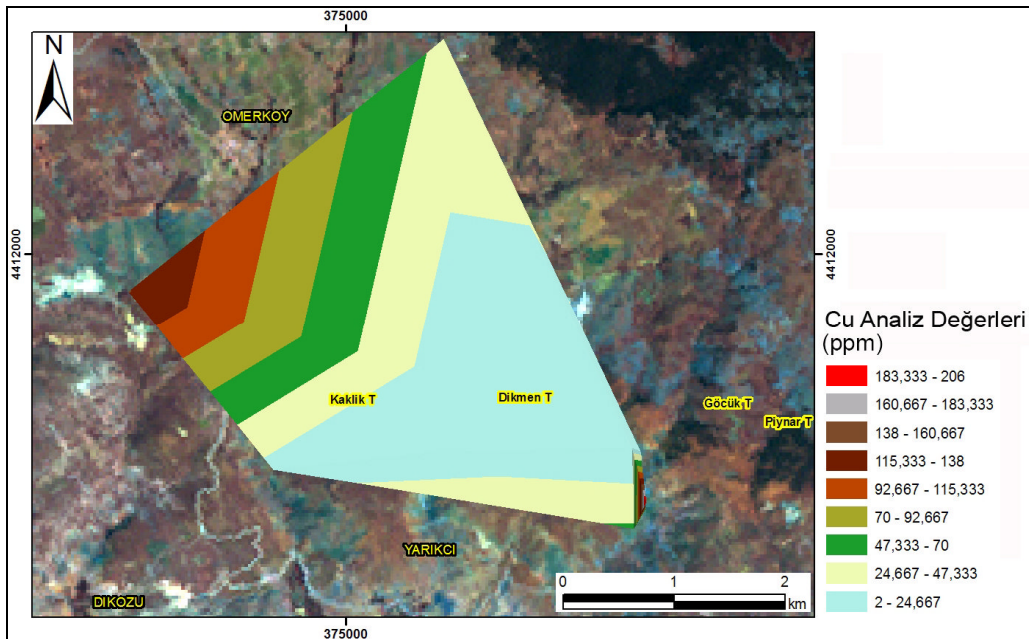 375000
N
OMERKOY
4412000
4412000
Kaklik T
Dikmen T
Göcük T
Piynar T
YARIKCI
DIKOZU
0 1 2
km
375000
Cu Analiz Değerleri
(ppm)
183,333 - 206
160,667 - 183,333
138 - 160,667
115,333 - 138
92,667 - 115,333
70 - 92,667
47,333 - 70
24,667 - 47,333
2 - 24,667